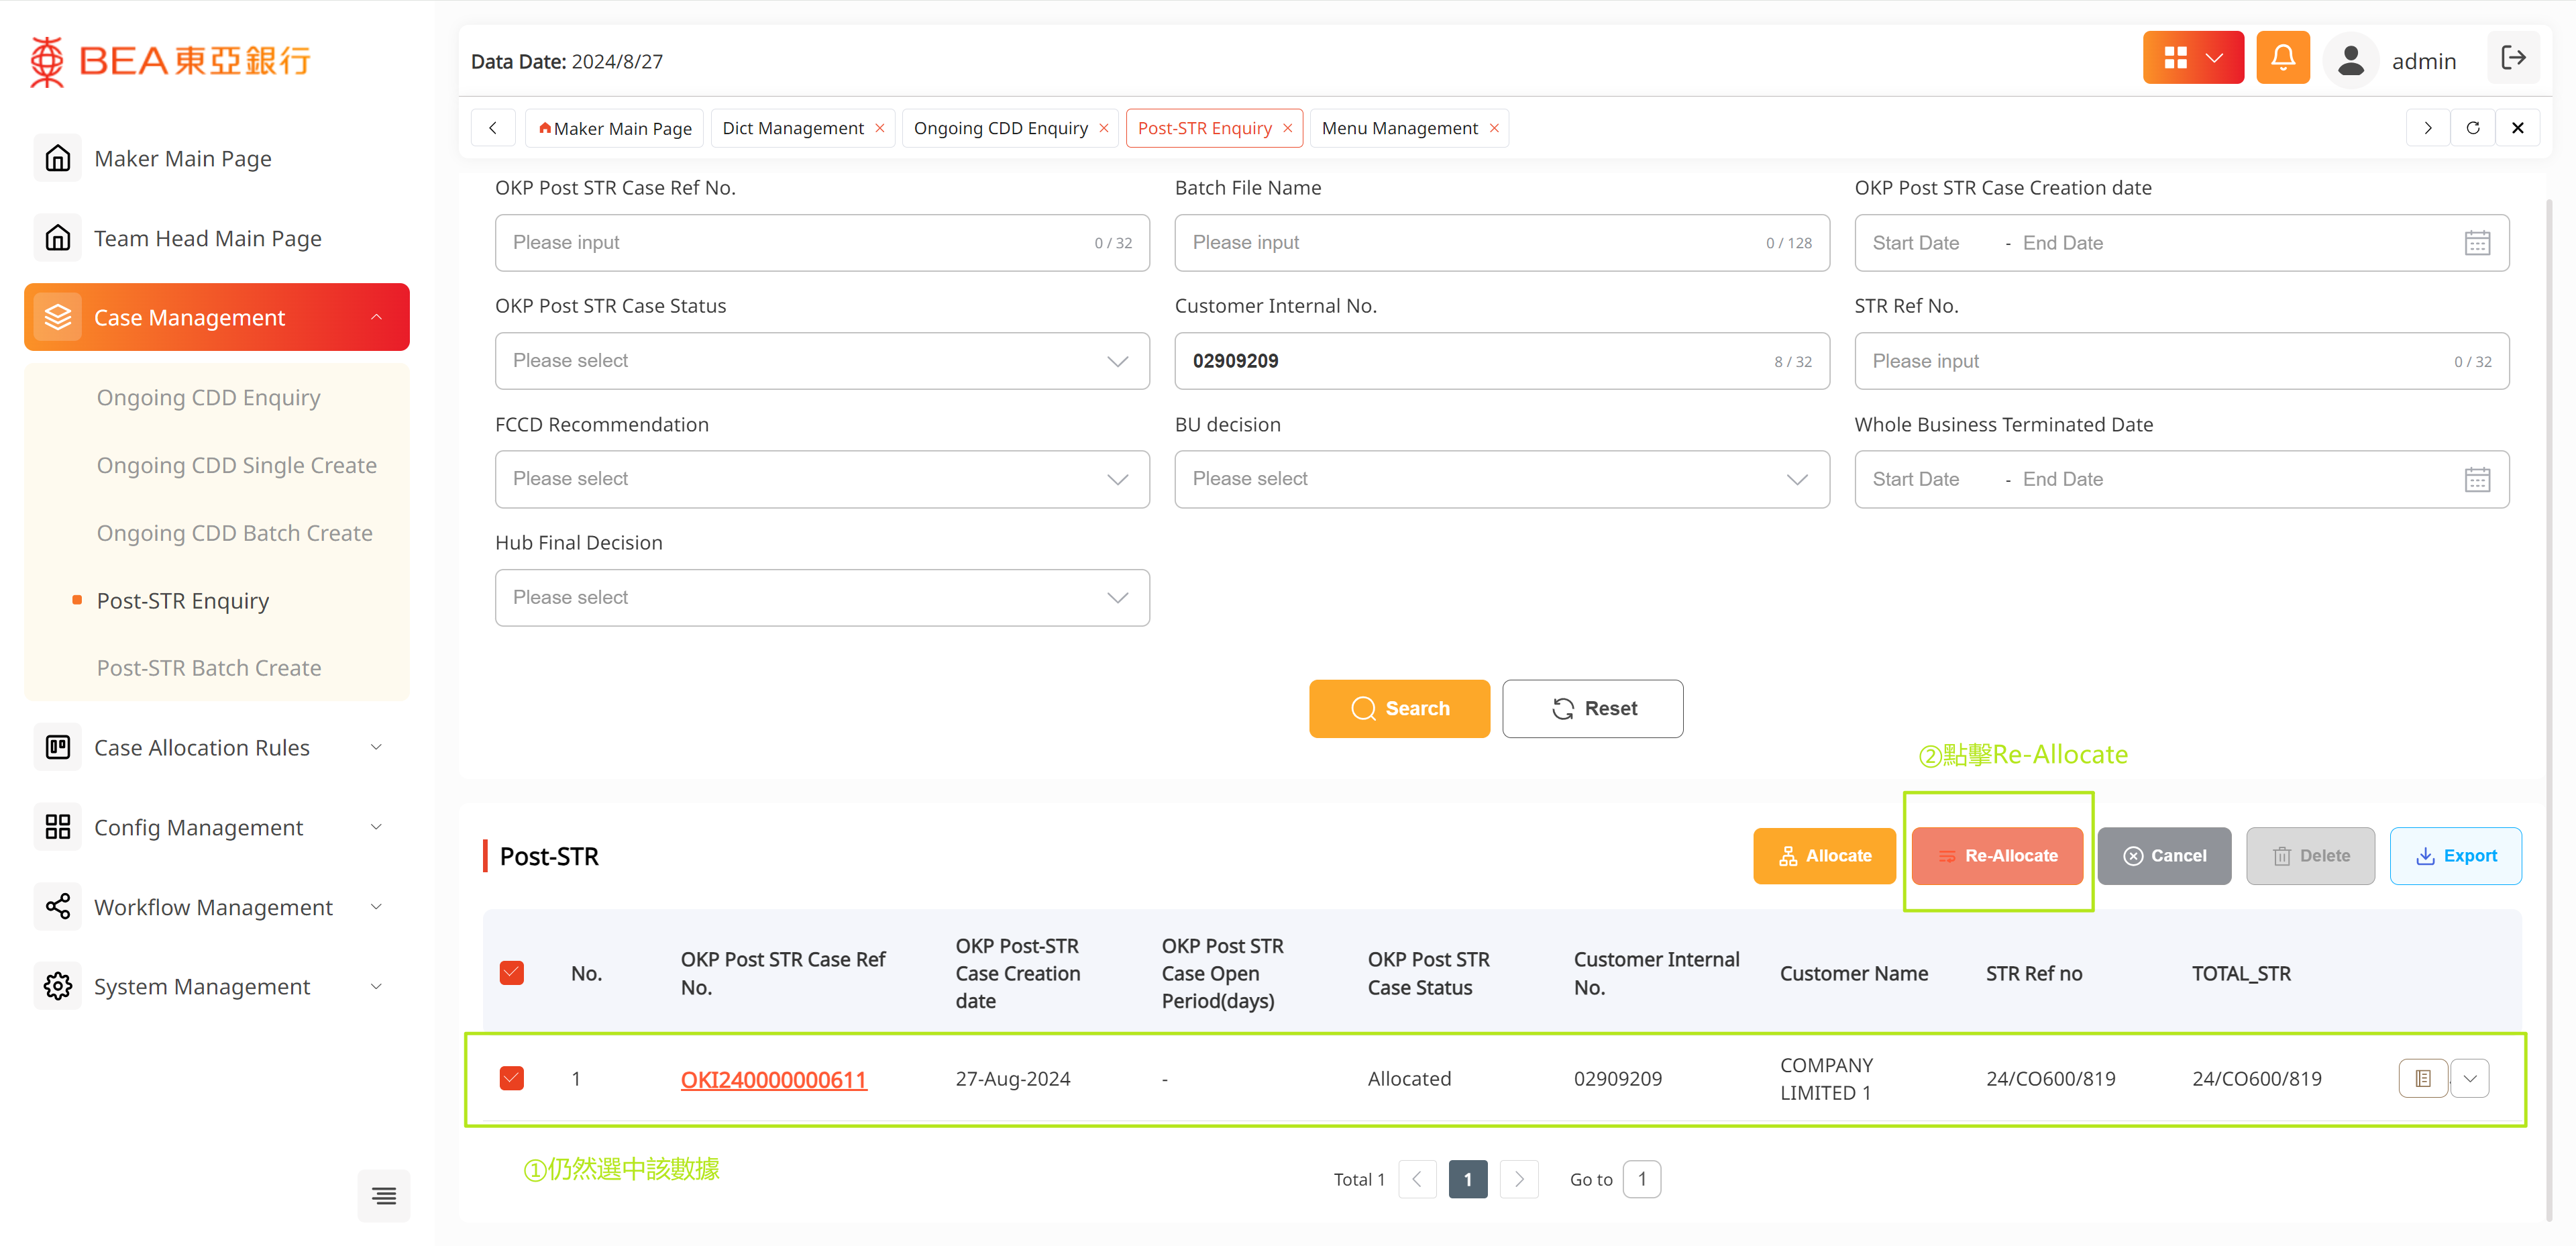 BEA東亞銀行
Data Date: 2024/8/27
admin
Maker Main Page
Dict Management
Ongoing CDD Enquiry
Post-STR Enquiry
Menu Management
Maker Main Page
Team Head Main Page
Case Management
Ongoing CDD Enquiry
Ongoing CDD Single Create
Ongoing CDD Batch Create
Post-STR Enquiry
Post-STR Batch Create
Case Allocation Rules
Config Management
Workflow Management
System Management
OKP Post STR Case Ref No.
Please input 0 / 32
Batch File Name
Please input 0 / 128
OKP Post STR Case Creation date
Start Date - End Date
OKP Post STR Case Status
Please select
Customer Internal No.
02909209 8 / 32
STR Ref No.
Please input 0 / 32
FCCD Recommendation
Please select
BU decision
Please select
Whole Business Terminated Date
Start Date - End Date
Hub Final Decision
Please select
Search
Reset
②點擊Re-Allocate
Post-STR
Allocate
Re-Allocate
Cancel
Delete
Export
No.
OKP Post STR Case Ref
No.
OKP Post-STR
Case Creation
date
OKP Post STR
Case Open
Period(days)
OKP Post STR
Case Status
Customer Internal
No.
Customer Name
STR Ref no
TOTAL_STR
1
OKI240000000611
27-Aug-2024
-
Allocated
02909209
COMPANY
LIMITED 1
24/CO600/819
24/CO600/819
①仍然選中該數據
Total 1
1
Go to 1